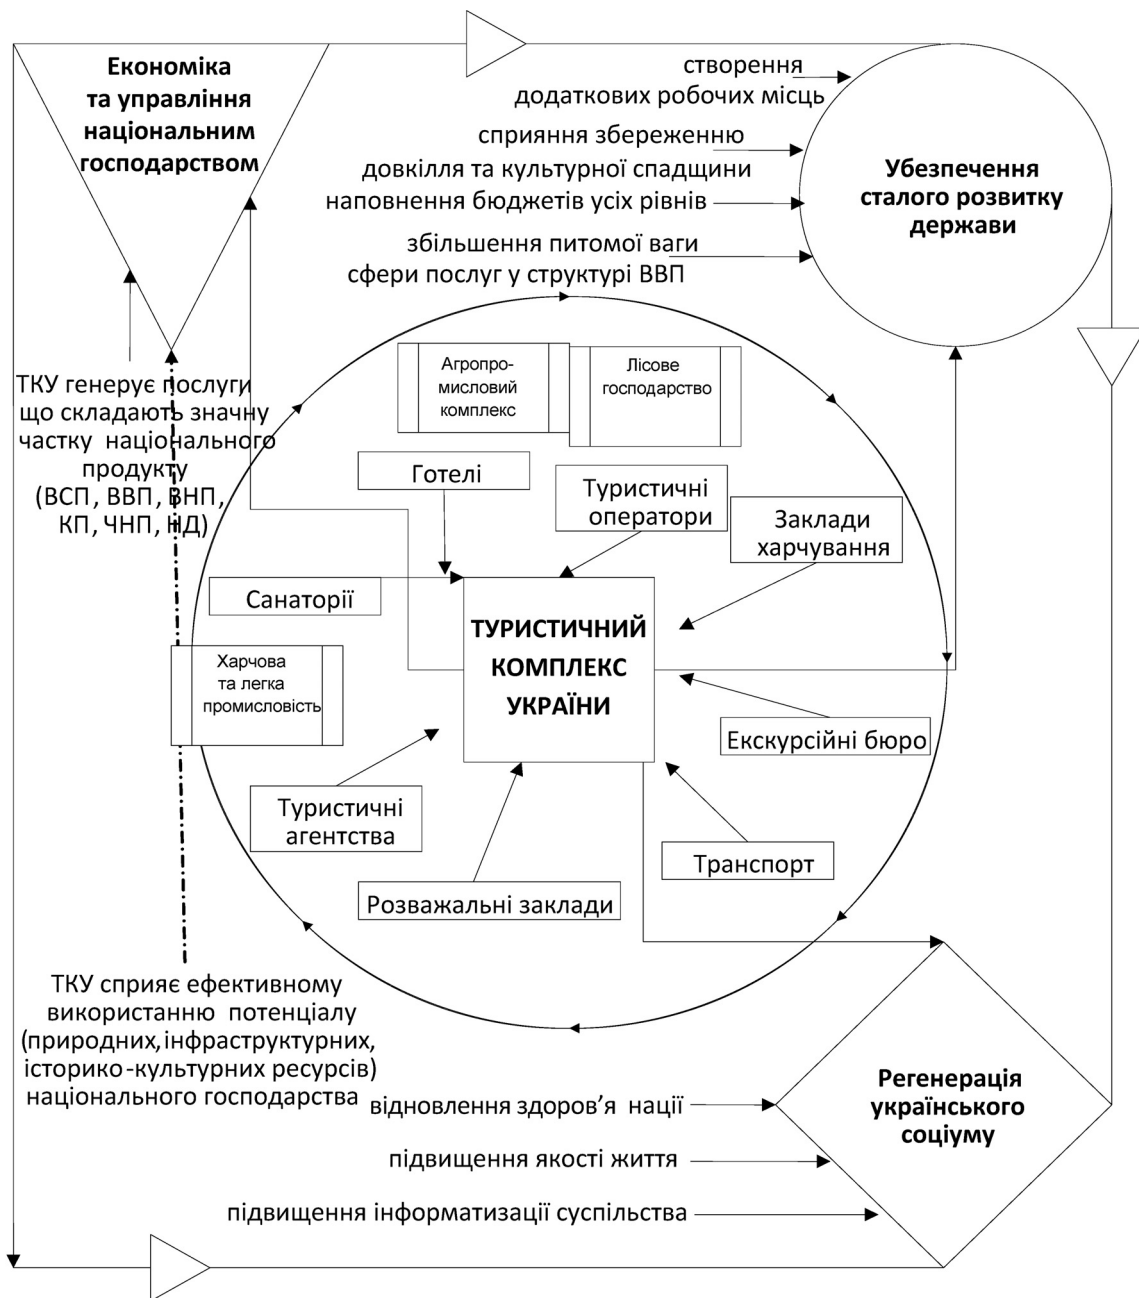 Економіка
та управління
національним
господарством
створення
додаткових робочих місць
сприяння збереженню
довкілля та культурної спадщини
наповнення бюджетів усіх рівнів
збільшення питомої ваги
сфери послуг у структурі ВВП
Убезпечення
сталого розвитку
держави
ТКУ генерує послуги
що складають значну
частку національного
продукту
(ВСП, ВВП, ВНП,
КП, ЧНП, НД)
Агропро-
мисловий
комплекс
Лісове
господарство
Готелі
Туристичні
оператори
Заклади
харчування
Санаторії
ТУРИСТИЧНИЙ
КОМПЛЕКС
УКРАЇНИ
Харчова
та легка
промисловість
Екскурсійні бюро
Туристичні
агентства
Транспорт
Розважальні заклади
ТКУ сприяє ефективному
використанню потенціалу
(природних, інфраструктурних,
історико-культурних ресурсів)
національного господарства
відновлення здоров’я нації
підвищення якості життя
підвищення інформатизації суспільства
Регенерація
українського
соціуму